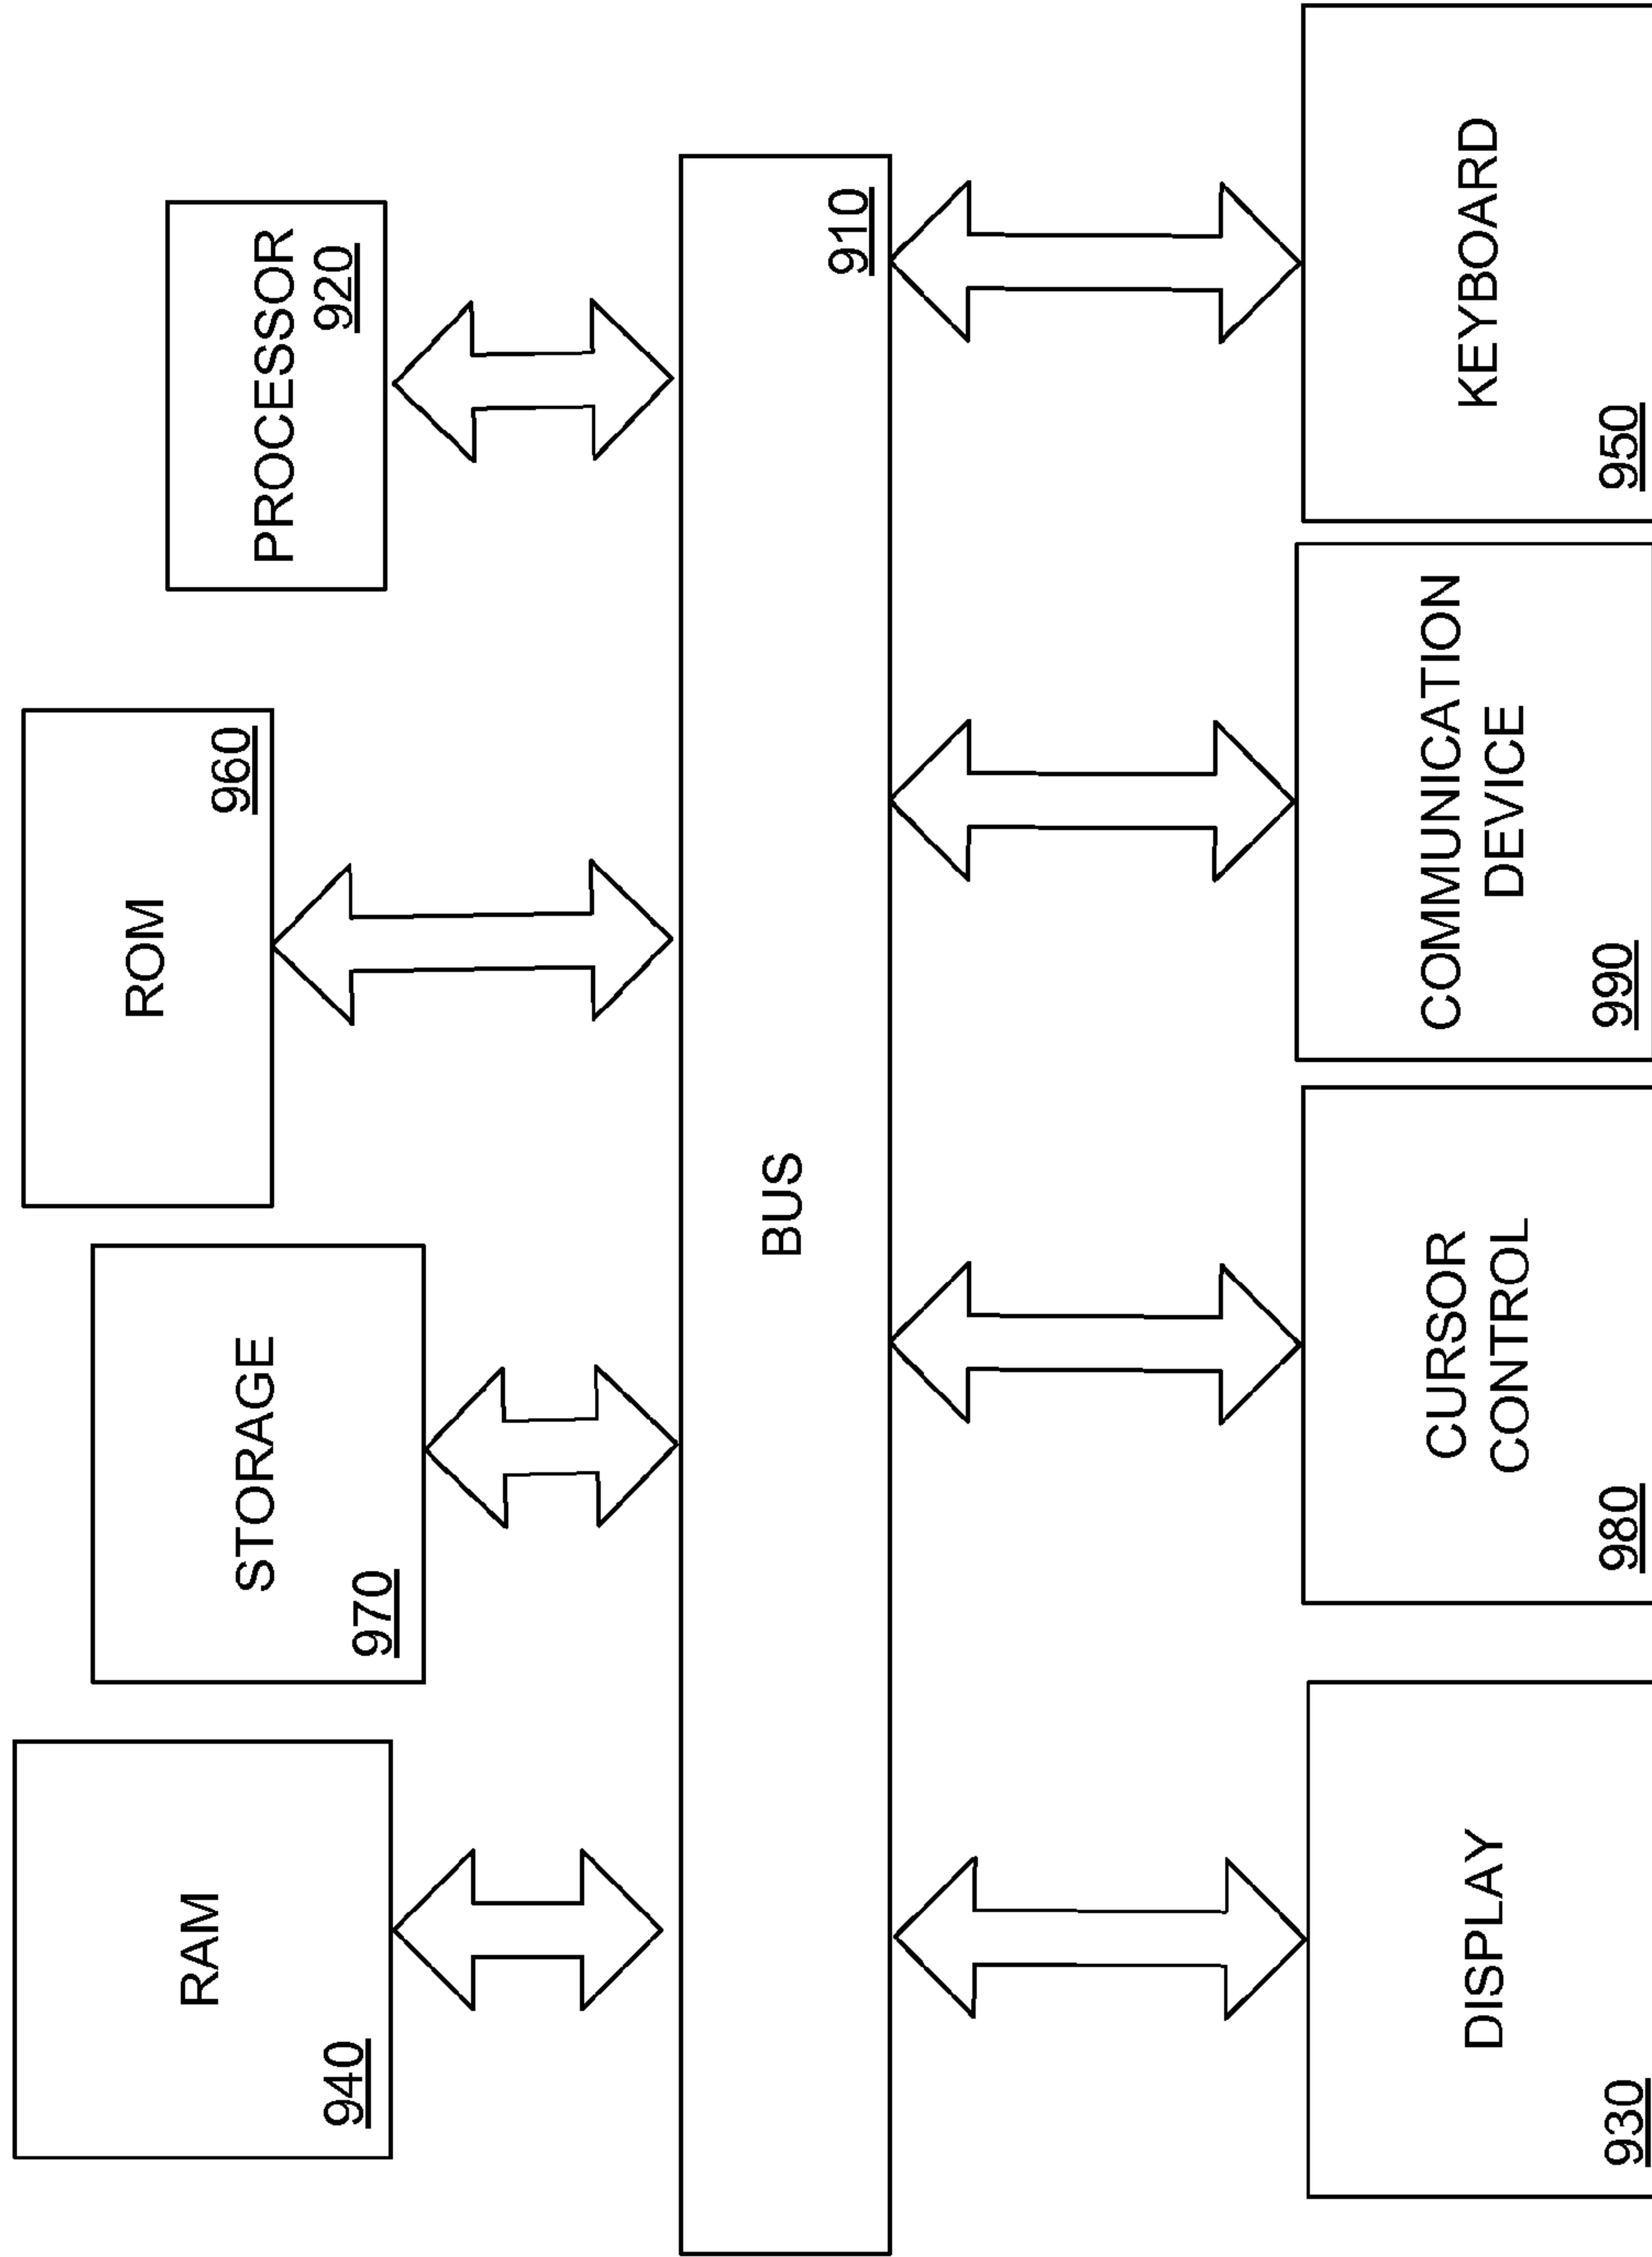 RAM
940
STORAGE
970
ROM
960
PROCESSOR
920
BUS
910
DISPLAY
930
CURSOR
CONTROL
980
COMMUNICATION
DEVICE
990
KEYBOARD
950